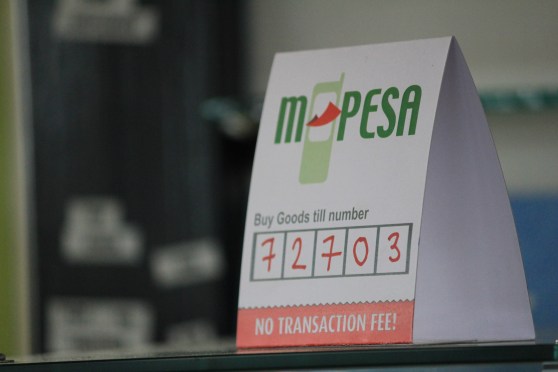 M PESA
Buy Goods till number
72703
NO TRANSACTION FEE!